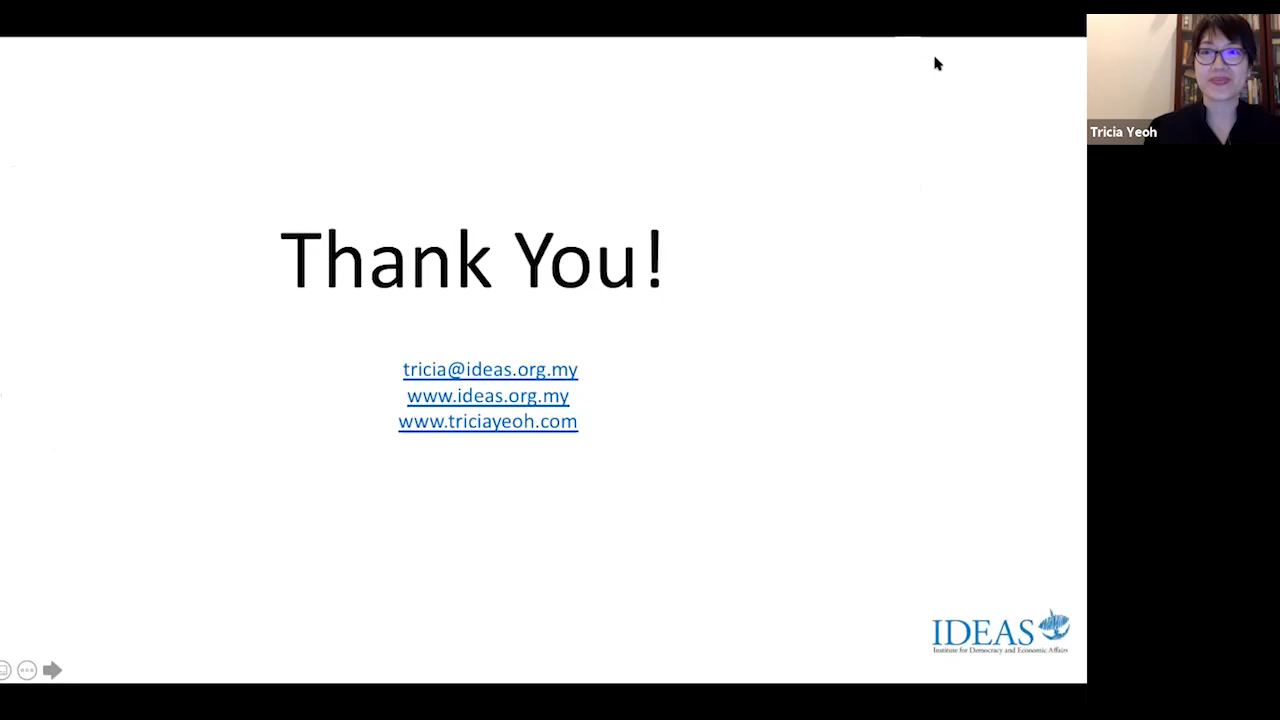 Thank You!
tricia@ideas.org.my
www.ideas.org.my
www.triciayeoh.com
Tricia Yeoh
IDEAS
Institute for Democracy and Economic Affairs